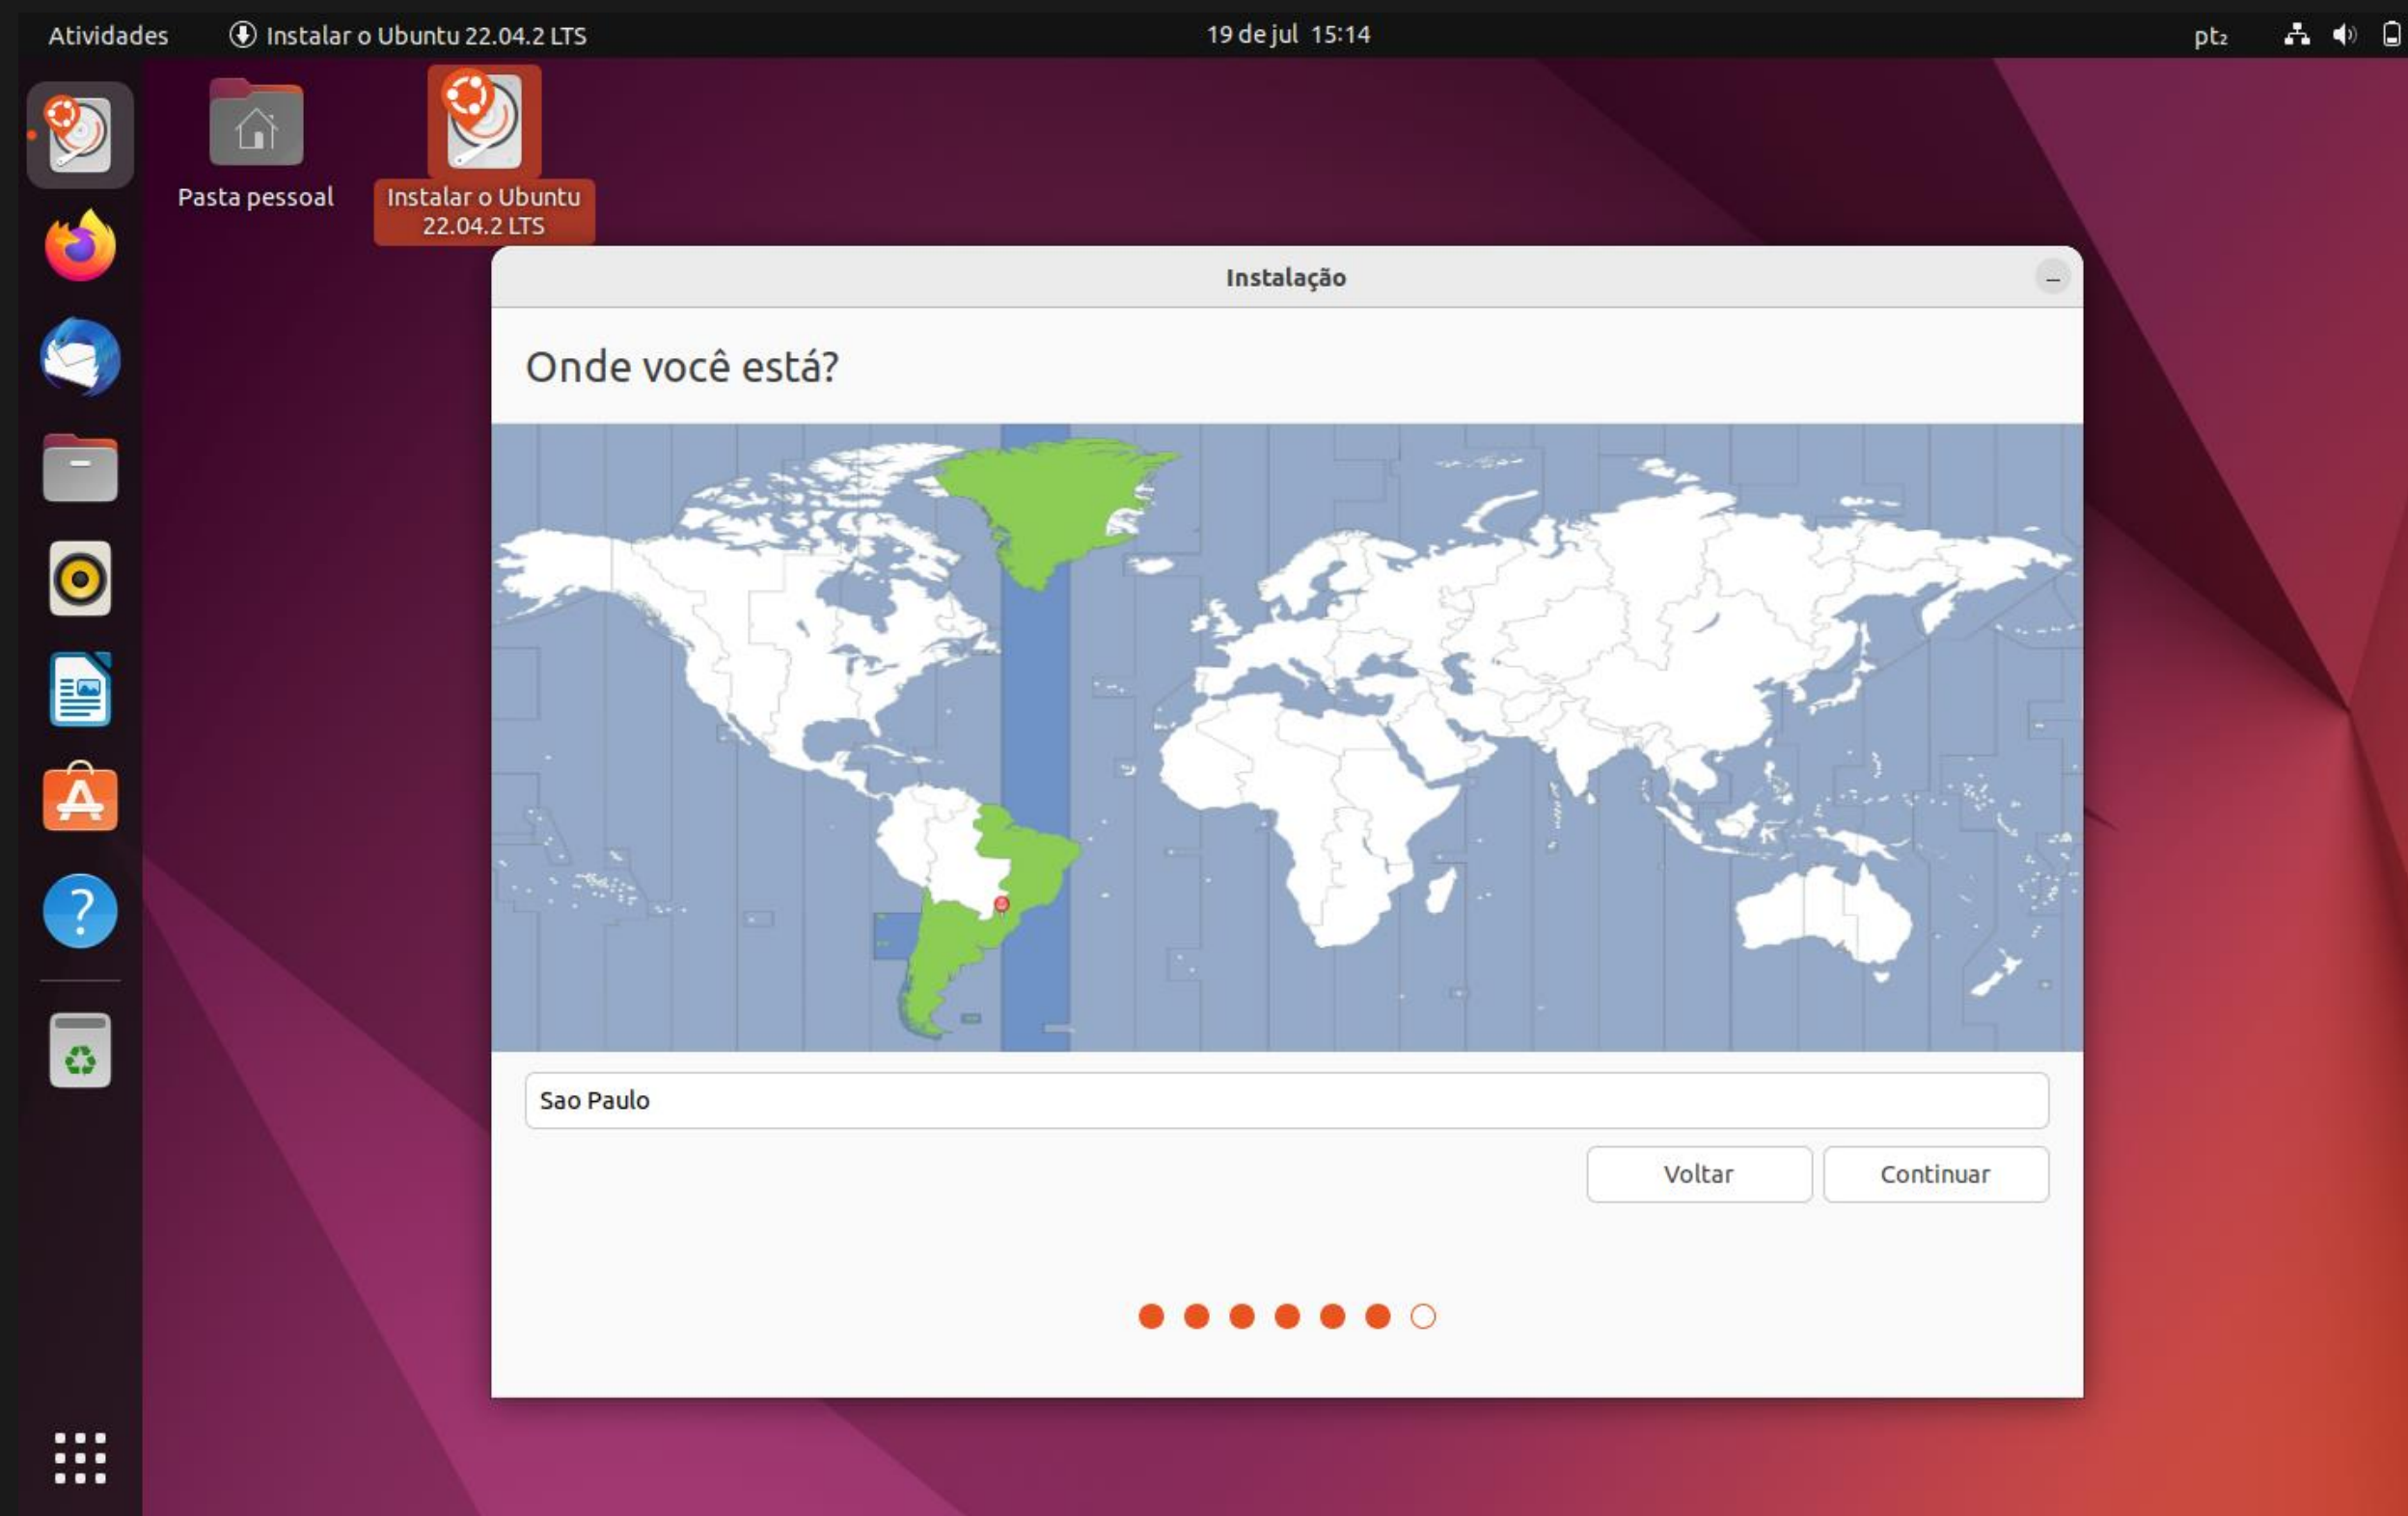 Atividades
Instalar o Ubuntu 22.04.2 LTS
19 de jul 15:14
pt₂
Pasta pessoal
Instalar o Ubuntu
22.04.2 LTS
Instalação
Onde você está?
Sao Paulo
Voltar
Continuar